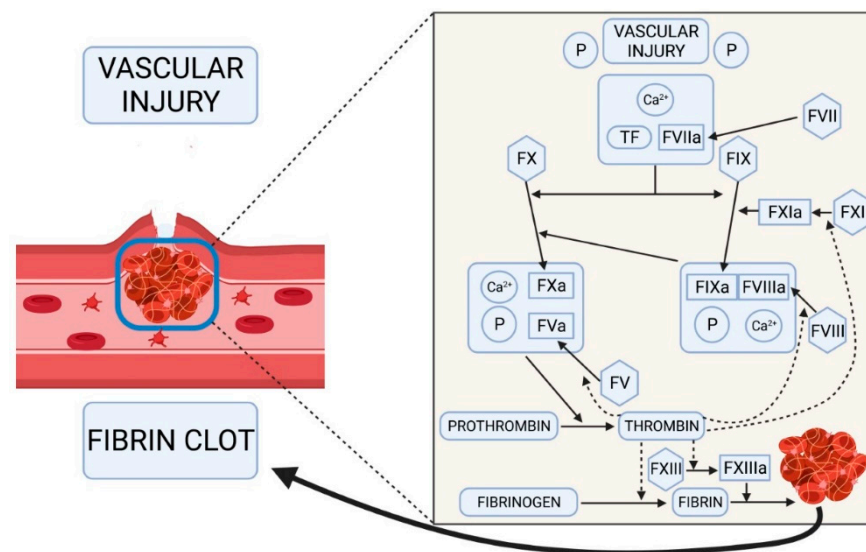 VASCULAR
INJURY
FIBRIN CLOT
P
VASCULAR
INJURY
P
Ca²⁺
TF
FVIIa
FVII
FX
FIX
FXIa
FXI
Ca²⁺
FXa
P
FVa
FIXa
FVIIIa
P
Ca²⁺
FVIII
FV
PROTHROMBIN
THROMBIN
FXIII
FXIIIa
FIBRINOGEN
FIBRIN